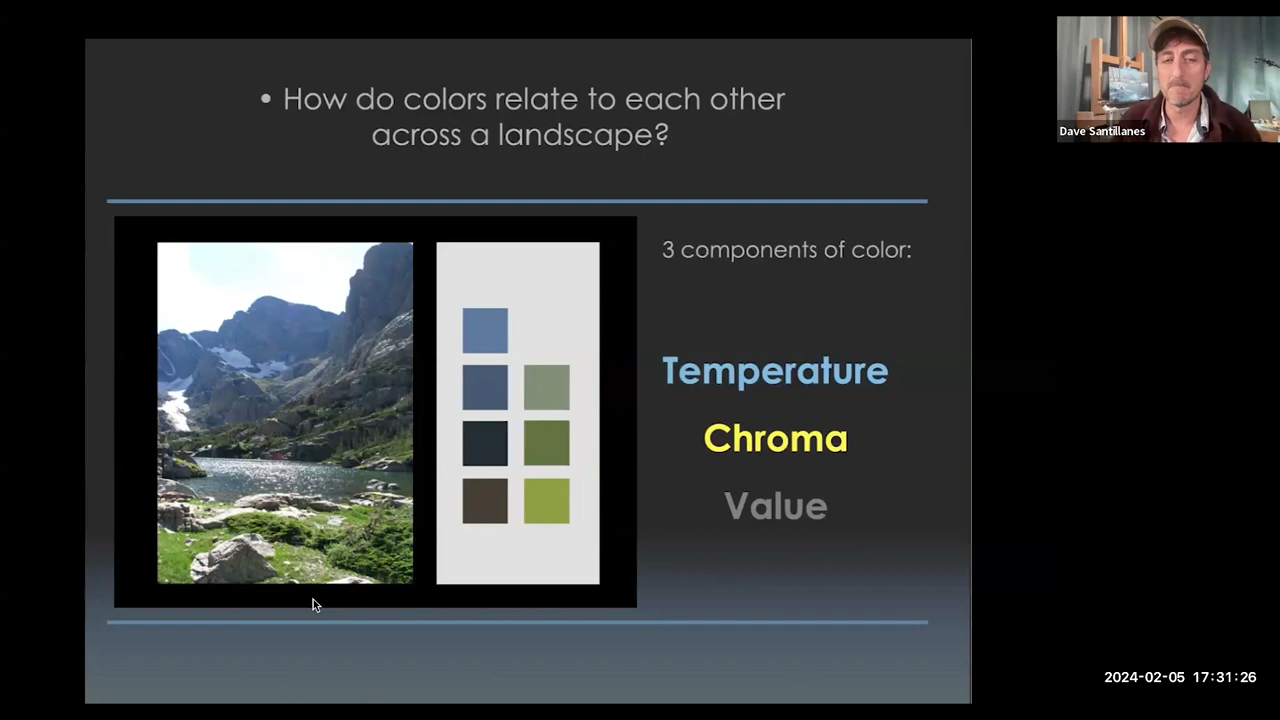 • How do colors relate to each other
across a landscape?
3 components of color:
Temperature
Chroma
Value
Dave Santillanes
2024-02-05 17:31:26